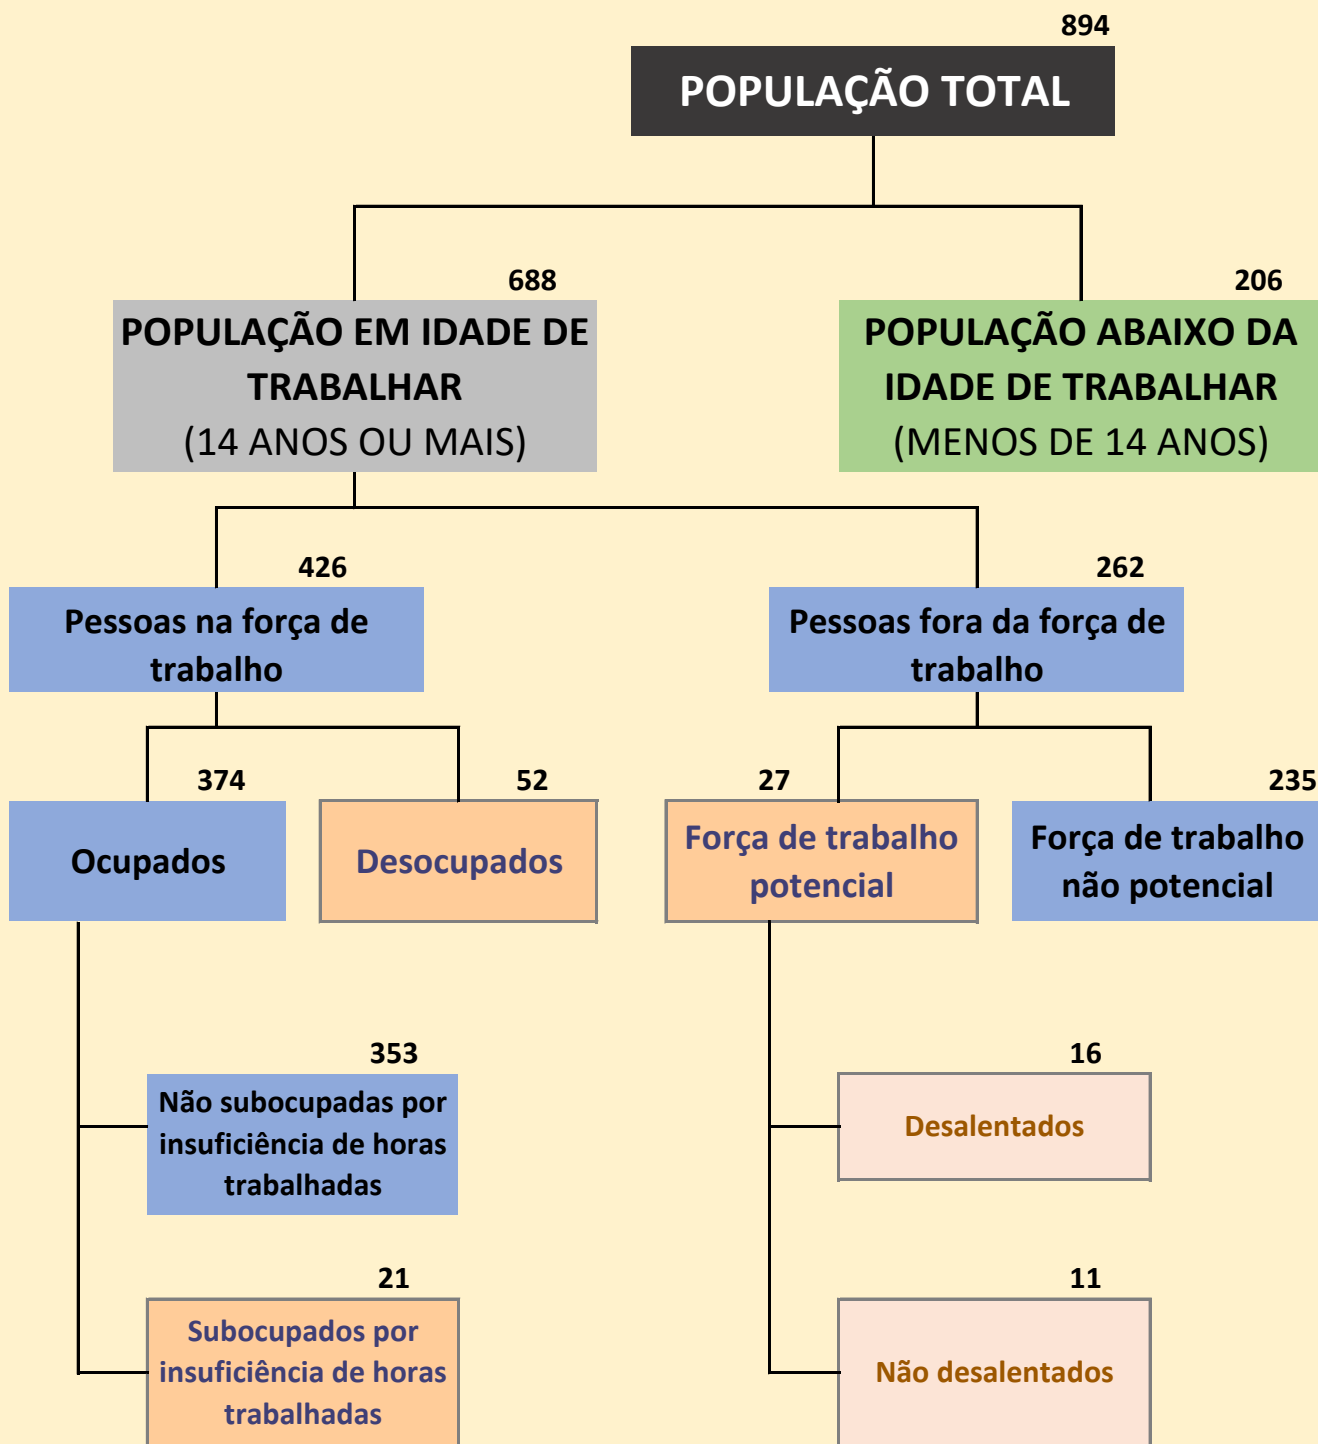 894
POPULAÇÃO TOTAL
688
POPULAÇÃO EM IDADE DE
TRABALHAR
(14 ANOS OU MAIS)
206
POPULAÇÃO ABAIXO DA
IDADE DE TRABALHAR
(MENOS DE 14 ANOS)
426
Pessoas na força de
trabalho
262
Pessoas fora da força de
trabalho
374
Ocupados
52
Desocupados
27
Força de trabalho
potencial
235
Força de trabalho
não potencial
353
Não subocupadas por
insuficiência de horas
trabalhadas
16
Desalentados
21
Subocupados por
insuficiência de horas
trabalhadas
11
Não desalentados